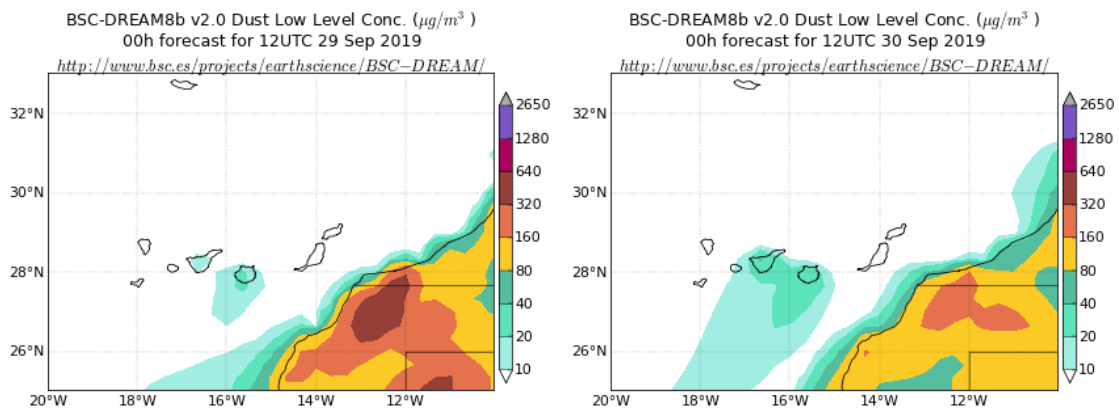 BSC-DREAM8b v2.0 Dust Low Level Conc. (μg/m³ )
00h forecast for 12UTC 29 Sep 2019
http://www.bsc.es/projects/earthscience/BSC−DREAM/
32°N
30°N
28°N
26°N
20°W
18°W
16°W
14°W
12°W
2650
1280
640
320
160
80
40
20
10
BSC-DREAM8b v2.0 Dust Low Level Conc. (μg/m³ )
00h forecast for 12UTC 30 Sep 2019
http://www.bsc.es/projects/earthscience/BSC−DREAM/
32°N
30°N
28°N
26°N
20°W
18°W
16°W
14°W
12°W
2650
1280
640
320
160
80
40
20
10